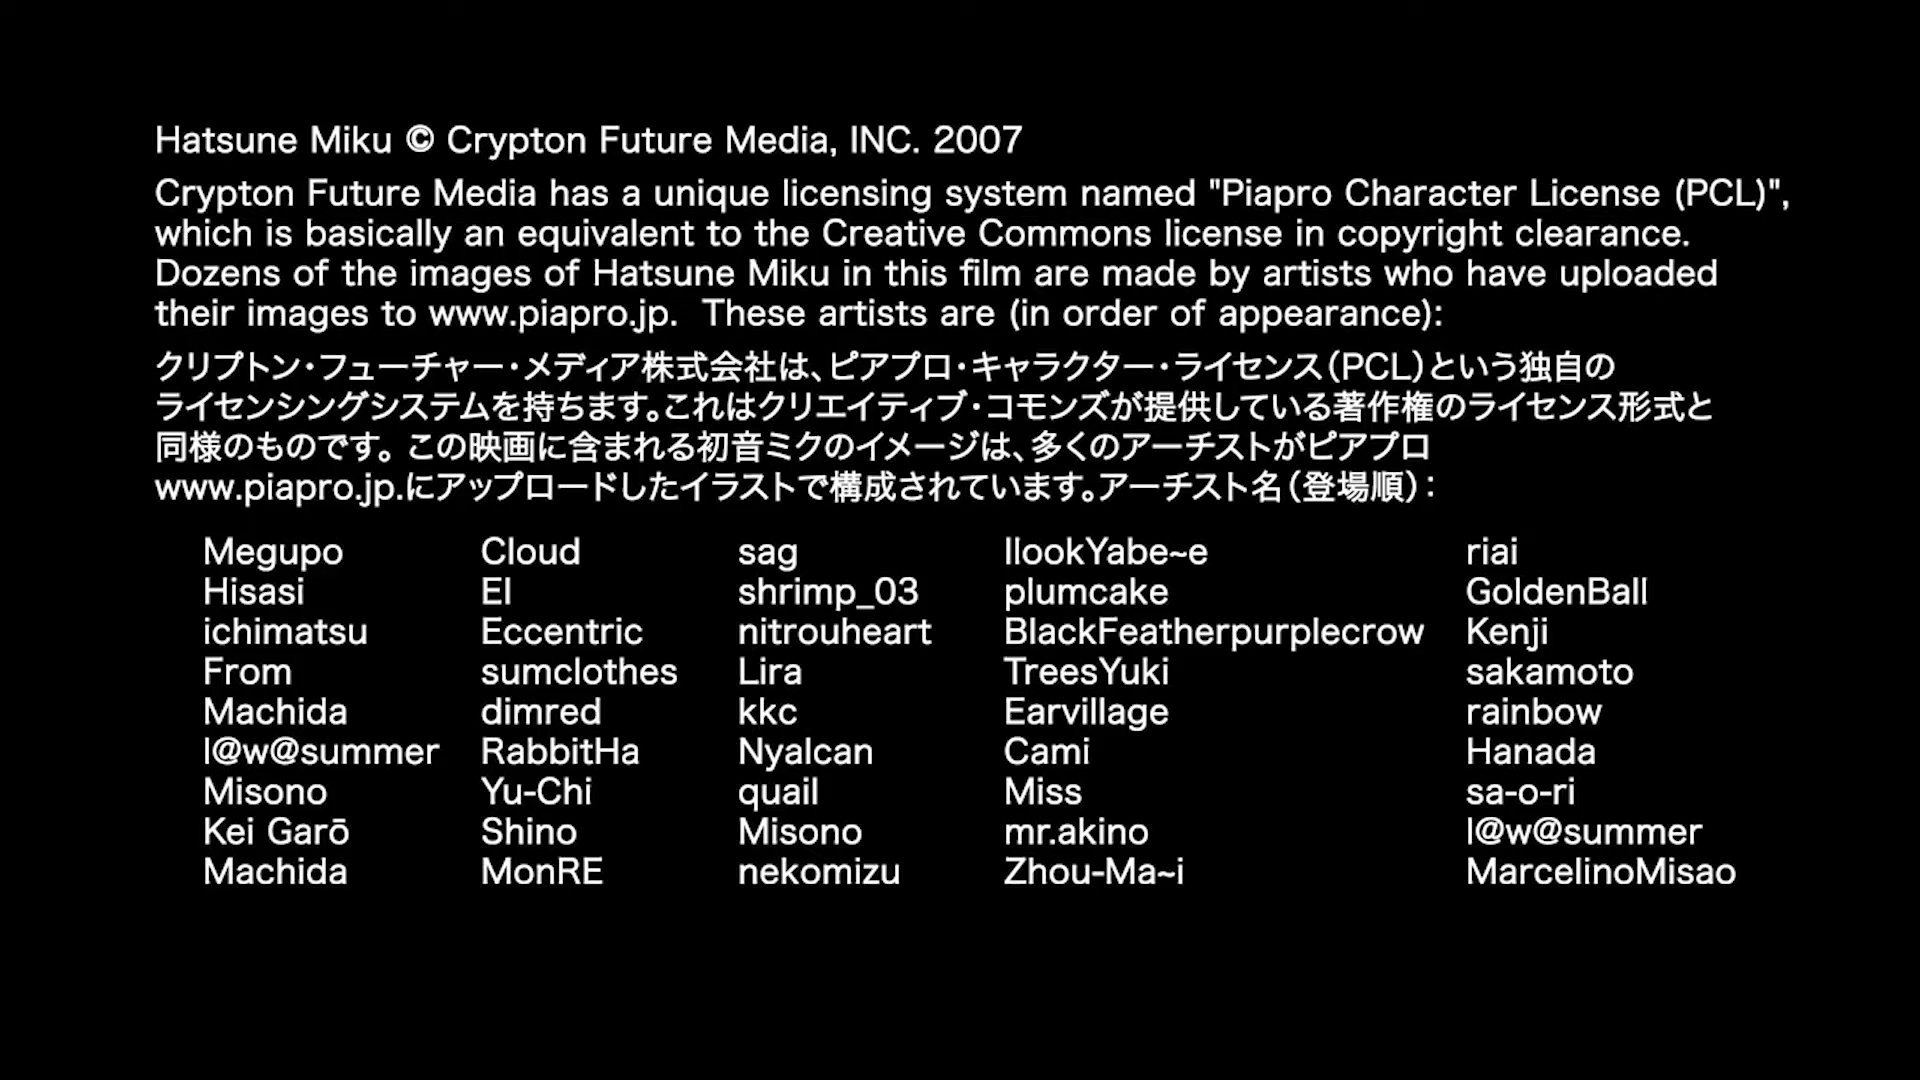 Hatsune Miku © Crypton Future Media, INC. 2007
Crypton Future Media has a unique licensing system named "Piapro Character License (PCL)",
which is basically an equivalent to the Creative Commons license in copyright clearance.
Dozens of the images of Hatsune Miku in this film are made by artists who have uploaded
their images to www.piapro.jp.  These artists are (in order of appearance):
クリプトン・フューチャー・メディア株式会社は、ピアプロ・キャラクター・ライセンス（PCL）という独自の
ライセンシングシステムを持ちます。これはクリエイティブ・コモンズが提供している著作権のライセンス形式と
同様のものです。この映画に含まれる初音ミクのイメージは、多くのアーチストがピアプロ
www.piapro.jp.にアップロードしたイラストで構成されています。アーチスト名（登場順）：
Megupo
Hisasi
ichimatsu
From
Machida
l@w@summer
Misono
Kei Garō
Machida
Cloud
EI
Eccentric
sumclothes
dimred
RabbitHa
Yu-Chi
Shino
MonRE
sag
shrimp_03
nitrouheart
Lira
kkc
Nyalcan
quail
Misono
nekomizu
IlookYabe~e
plumcake
BlackFeatherpurplecrow
TreesYuki
Earvillage
Cami
Miss
mr.akino
Zhou-Ma~i
riai
GoldenBall
Kenji
sakamoto
rainbow
Hanada
sa-o-ri
l@w@summer
MarcelinoMisao